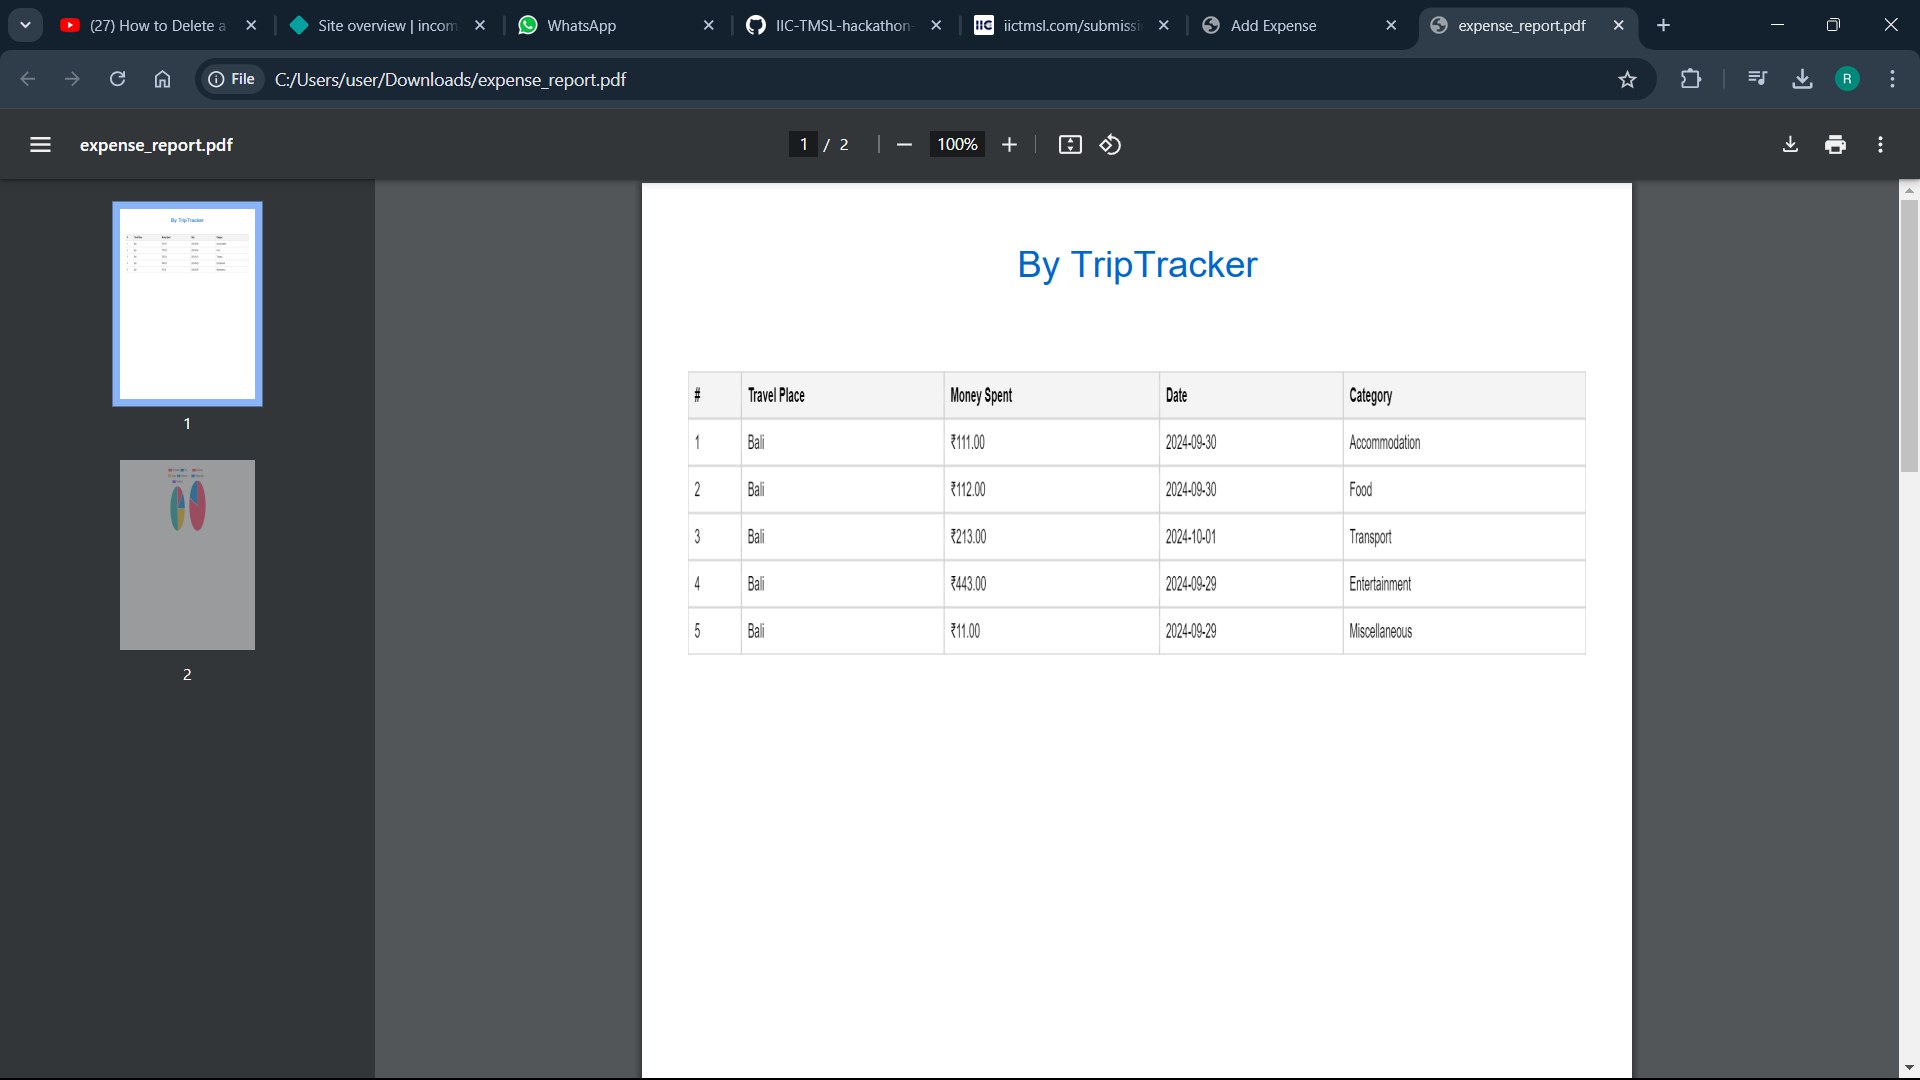 (27) How to Delete a
Site overview | incom
WhatsApp
IIC-TMSL-hackathon-
IIC iictmsl.com/submissi
Add Expense
expense_report.pdf
File C:/Users/user/Downloads/expense_report.pdf
R
expense_report.pdf
1 / 2
100%
By TripTracker
1
2
By TripTracker
# Travel Place Money Spent Date Category
1 Bali ₹111.00 2024-09-30 Accommodation
2 Bali ₹112.00 2024-09-30 Food
3 Bali ₹213.00 2024-10-01 Transport
4 Bali ₹443.00 2024-09-29 Entertainment
5 Bali ₹11.00 2024-09-29 Miscellaneous